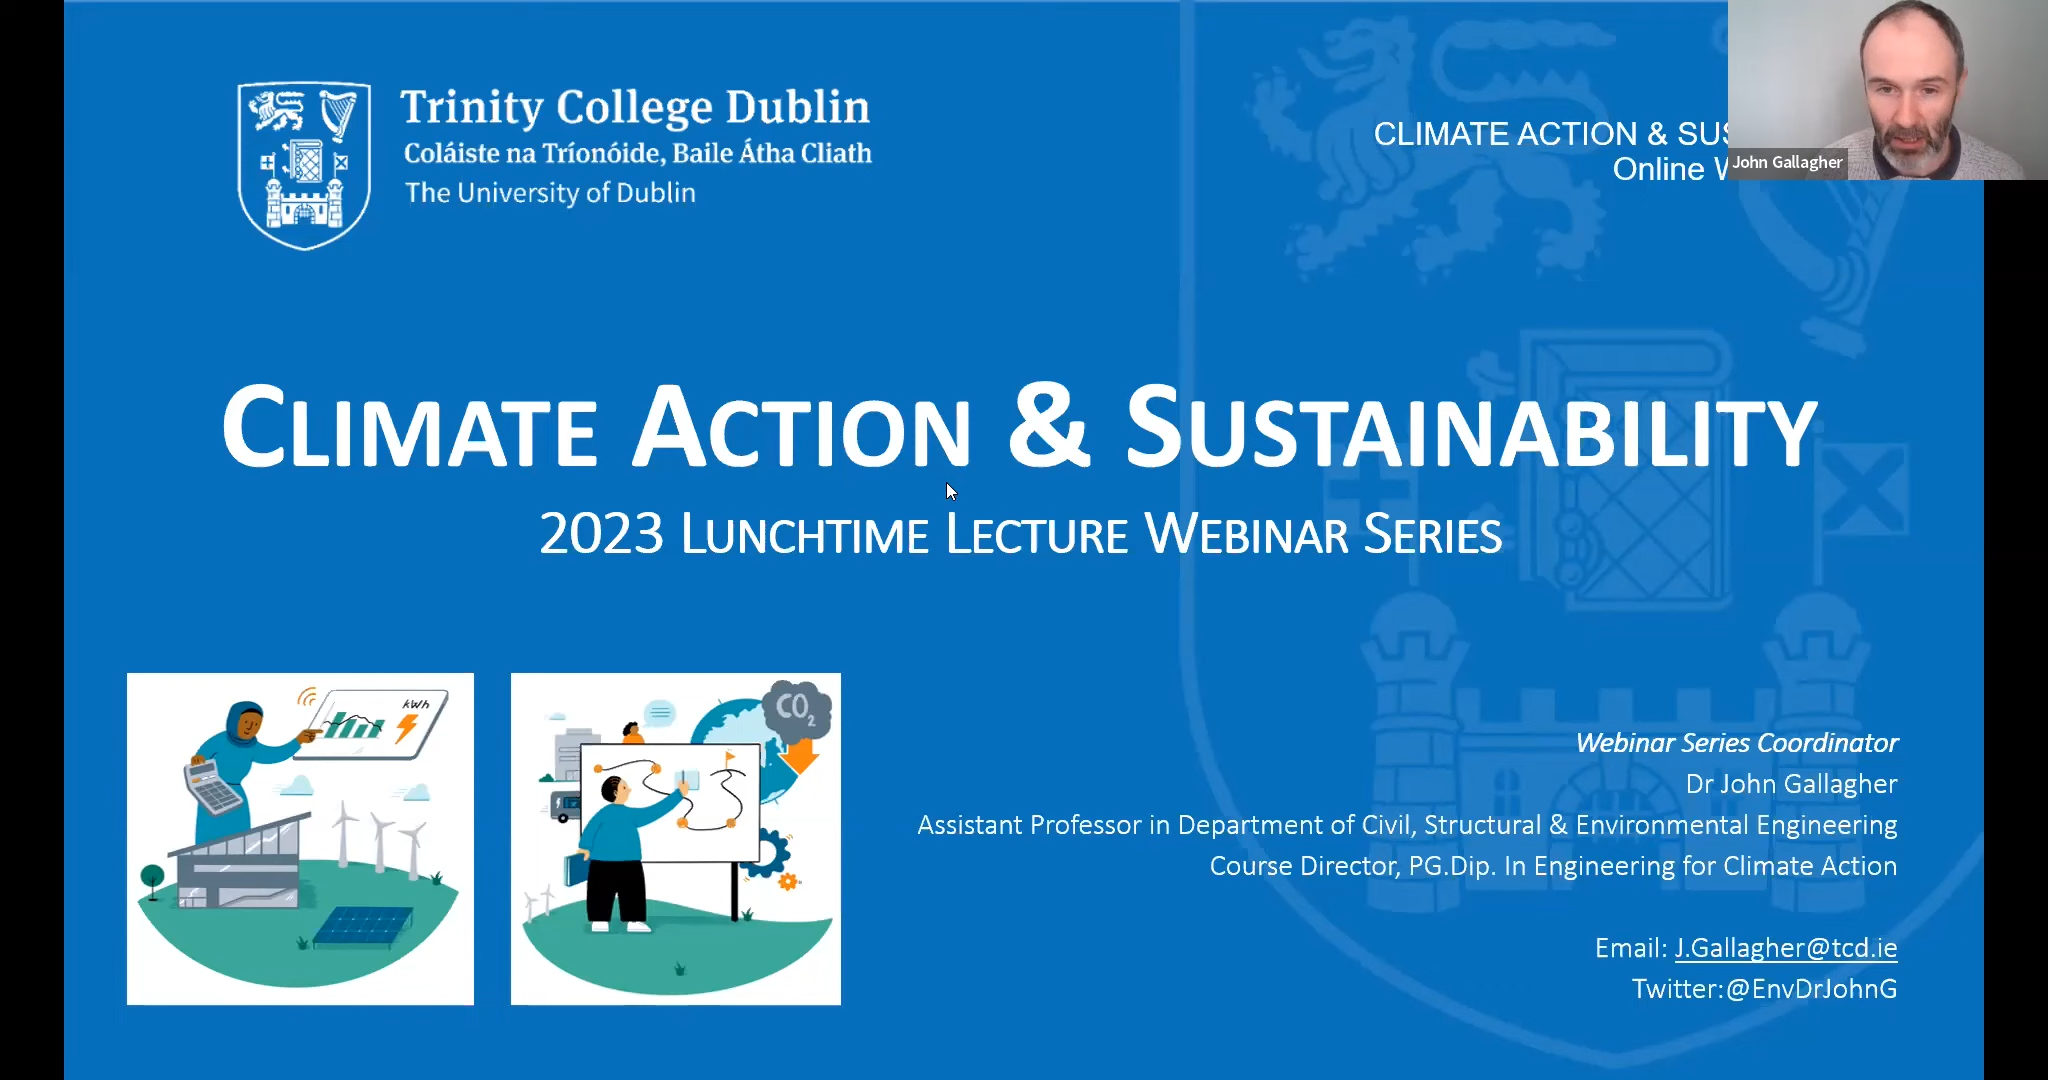 Trinity College Dublin
Coláiste na Tríonóide, Baile Átha Cliath
The University of Dublin
CLIMATE ACTION &
Online
John Gallagher
CLIMATE ACTION & SUSTAINABILITY
2023 LUNCHTIME LECTURE WEBINAR SERIES
kWh
CO2
Webinar Series Coordinator
Dr John Gallagher
Assistant Professor in Department of Civil, Structural & Environmental Engineering
Course Director, PG.Dip. In Engineering for Climate Action
Email: J.Gallagher@tcd.ie
Twitter:@EnvDrJohnG